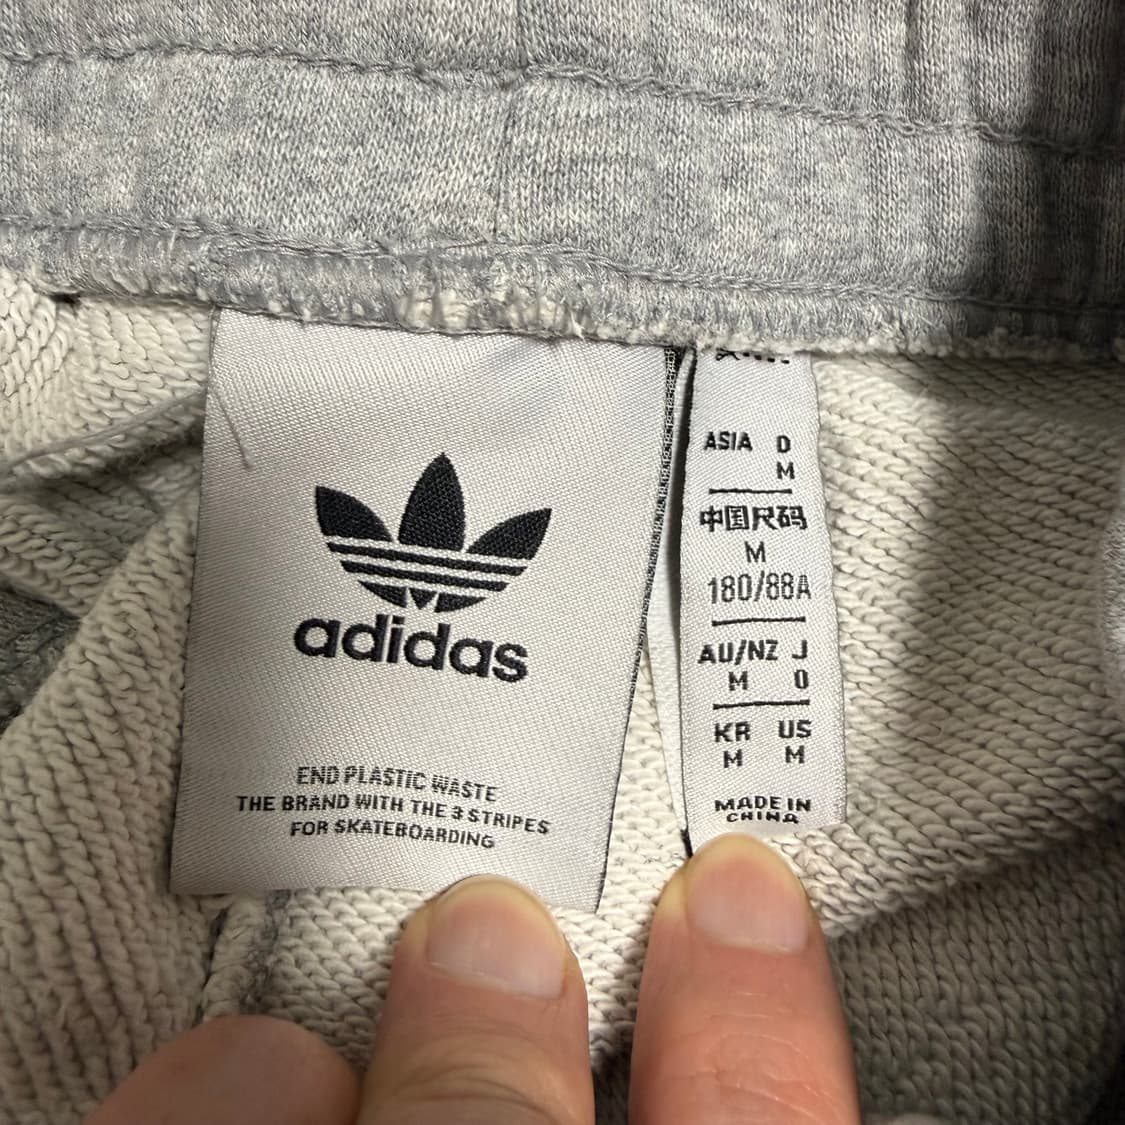 adidas
END PLASTIC WASTE
THE BRAND WITH THE 3 STRIPES
FOR SKATEBOARDING
ASIA D
M
中国尺码
M
180/88A
AU/NZ J
M O
KR US
M M
MADE IN
CHINA